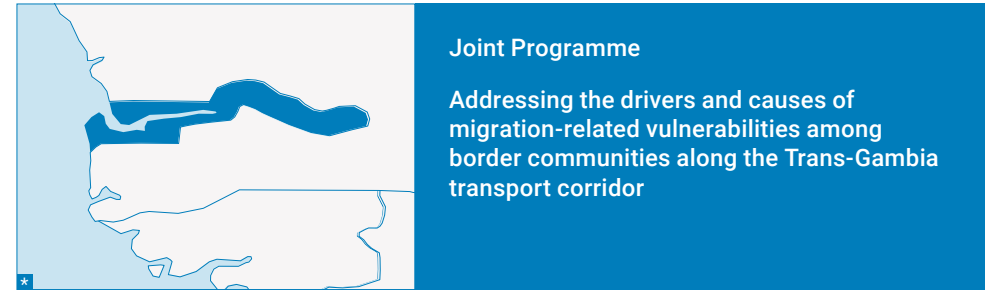 Joint Programme
Addressing the drivers and causes of
migration-related vulnerabilities among
border communities along the Trans-Gambia
transport corridor
*